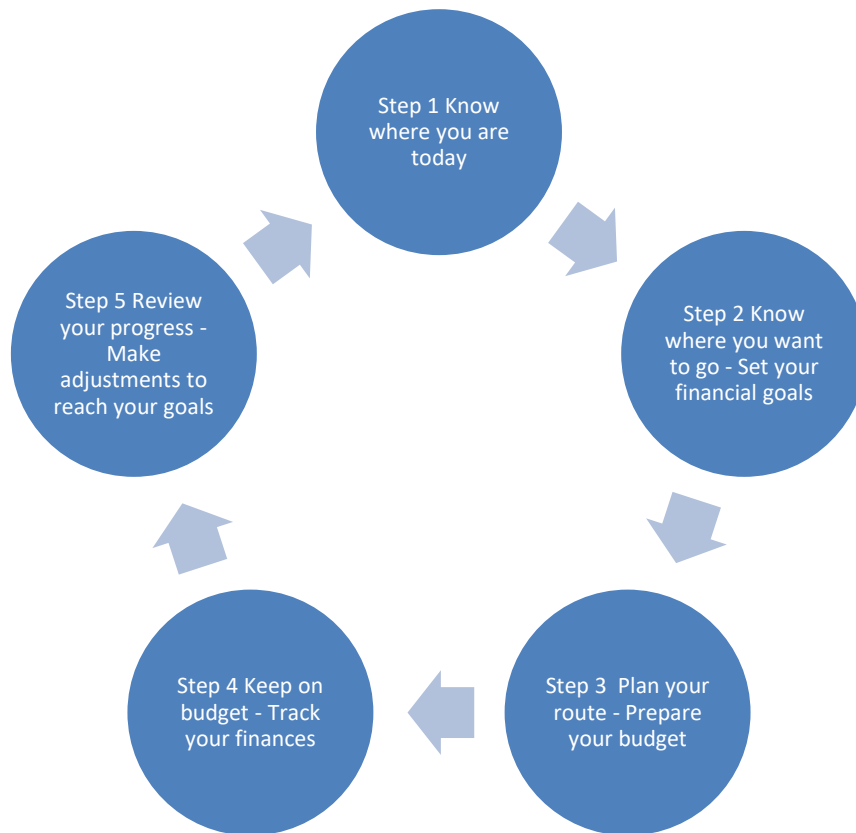 Step 1 Know
where you are
today
Step 2 Know
where you want
to go - Set your
financial goals
Step 3  Plan your
route - Prepare
your budget
Step 4 Keep on
budget - Track
your finances
Step 5 Review
your progress -
Make
adjustments to
reach your goals